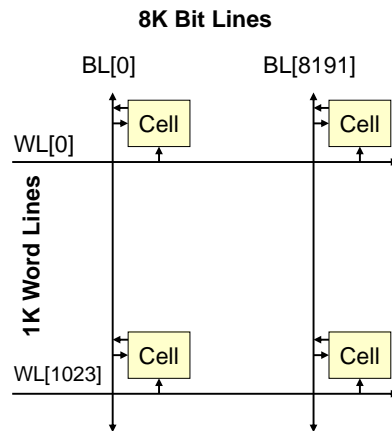 8K Bit Lines
BL[0]
BL[8191]
Cell
Cell
WL[0]
1K Word Lines
Cell
Cell
WL[1023]